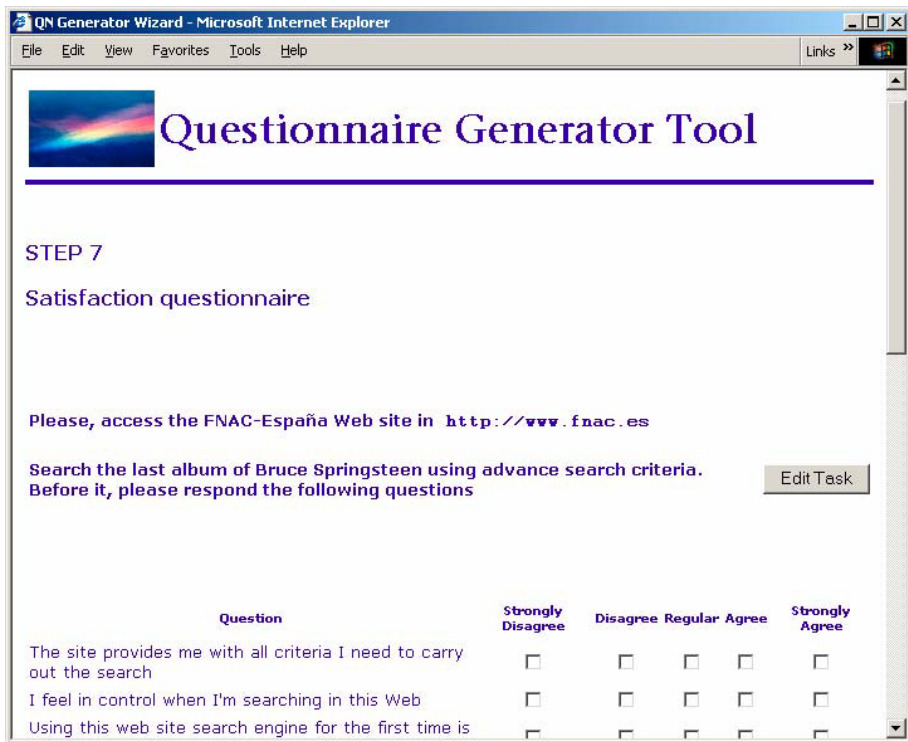 QN Generator Wizard - Microsoft Internet Explorer
File Edit View Favorites Tools Help Links »
Questionnaire Generator Tool
STEP 7
Satisfaction questionnaire
Please, access the FNAC-España Web site in http://www.fnac.es
Search the last album of Bruce Springsteen using advance search criteria.
Before it, please respond the following questions
Edit Task
Question Strongly Disagree Disagree Regular Agree Strongly Agree
The site provides me with all criteria I need to carry
out the search
I feel in control when I'm searching in this Web
Using this web site search engine for the first time is